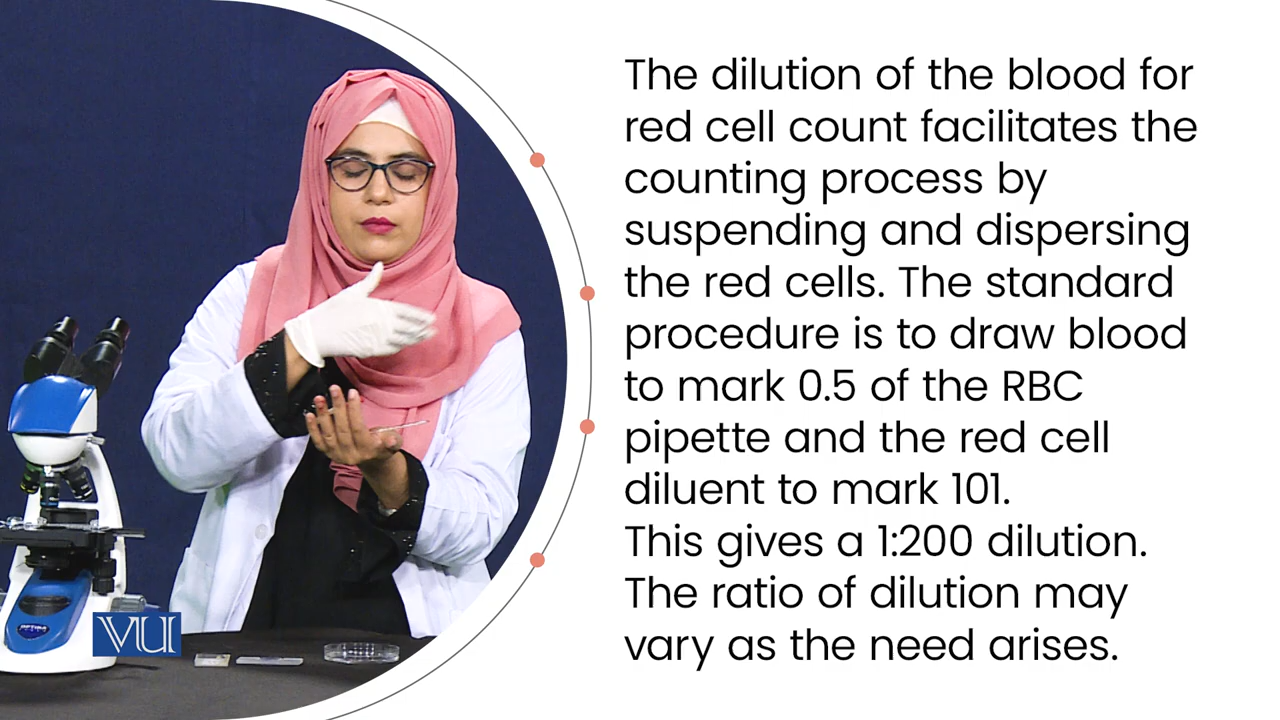 The dilution of the blood for
red cell count facilitates the
counting process by
suspending and dispersing
the red cells. The standard
procedure is to draw blood
to mark 0.5 of the RBC
pipette and the red cell
diluent to mark 101.
This gives a 1:200 dilution.
The ratio of dilution may
vary as the need arises.
VU